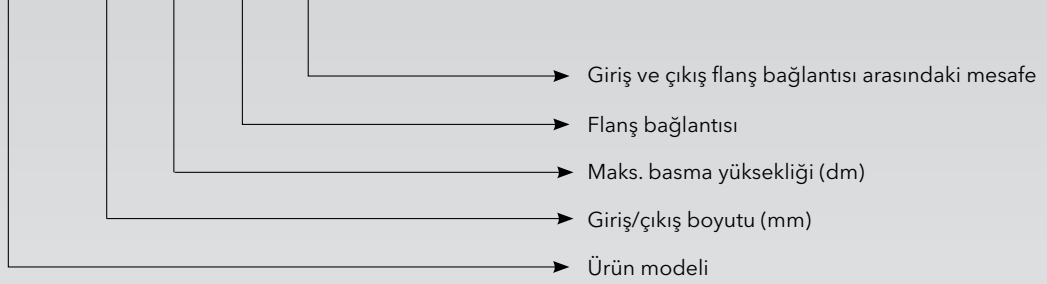 Giriş ve çıkış flanş bağlantısı arasındaki mesafe
Flanş bağlantısı
Maks. basma yüksekliği (dm)
Giriş/çıkış boyutu (mm)
Ürün modeli